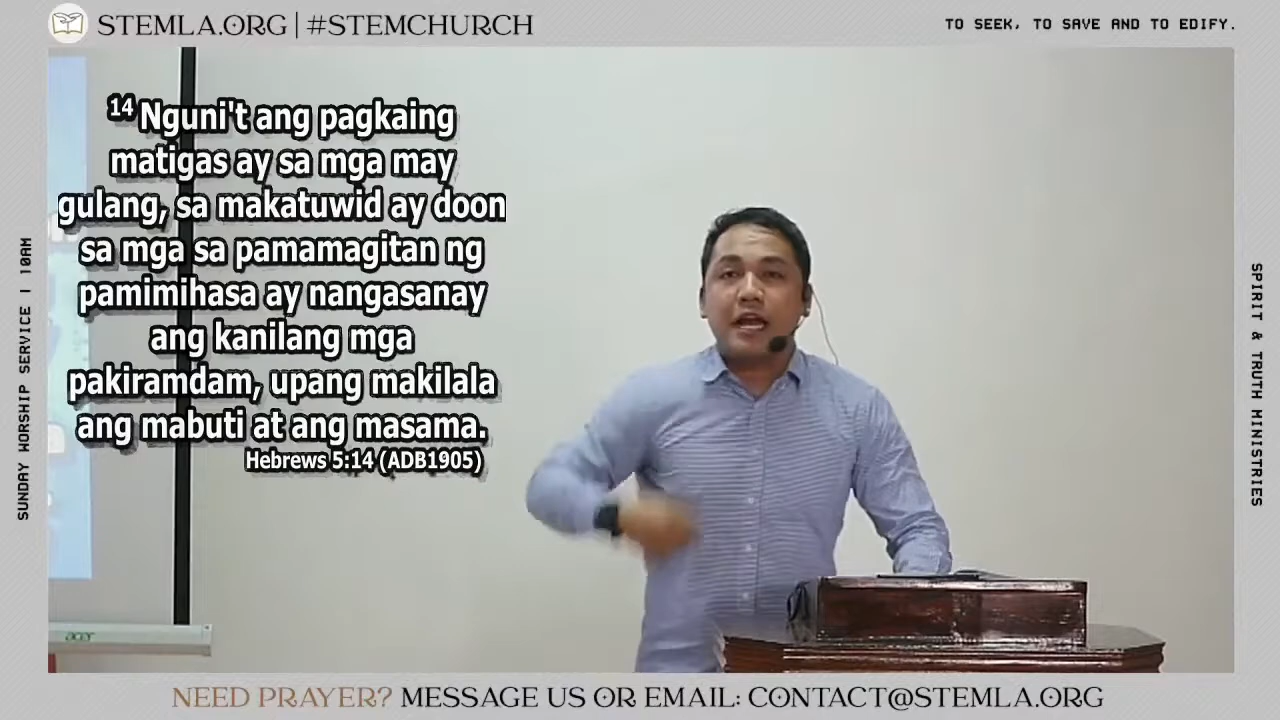 STEMLA.ORG | #STEMCHURCH
TO SEEK, TO SAVE AND TO EDIFY.
SUNDAY WORSHIP SERVICE | 10AM
14 Nguni't ang pagkaing
matigas ay sa mga may
gulang, sa makatuwid ay doon
sa mga sa pamamagitan ng
pamimihasa ay nangasanay
ang kanilang mga
pakiramdam, upang makilala
ang mabuti at ang masama.
Hebrews 5:14 (ADB1905)
acer
SPIRIT & TRUTH MINISTRIES
NEED PRAYER? MESSAGE US OR EMAIL: CONTACT@STEMLA.ORG